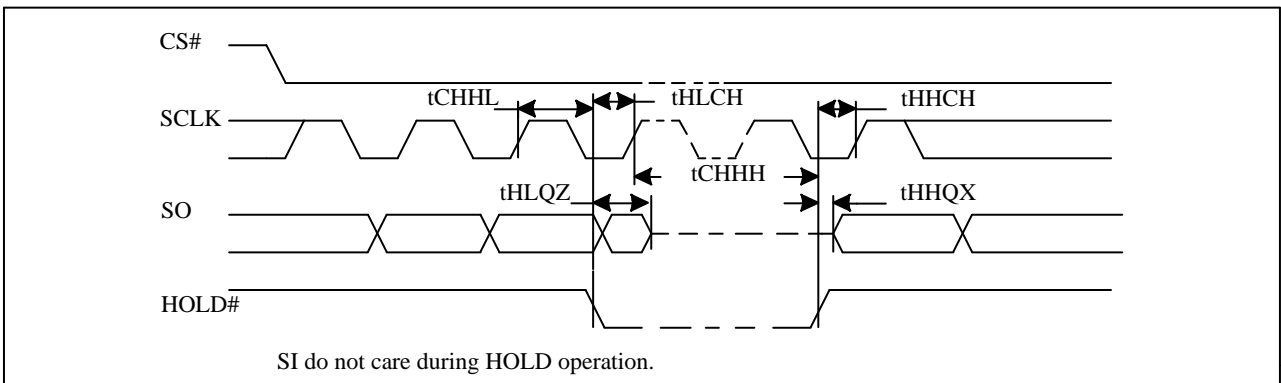 CS#
tCHHL
tHLCH
tHHCH
SCLK
tCHHH
tHLQZ
tHHQX
SO
HOLD#
SI do not care during HOLD operation.